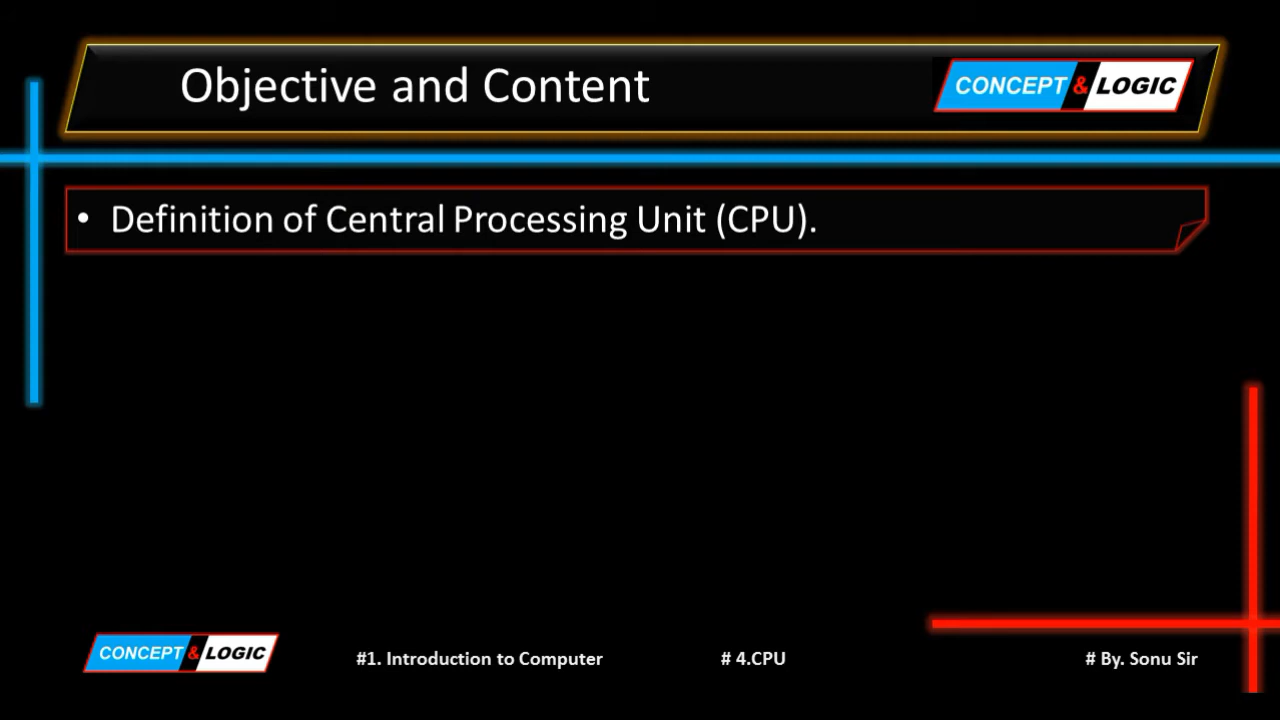 Objective and Content
CONCEPT & LOGIC
• Definition of Central Processing Unit (CPU).
CONCEPT & LOGIC
#1. Introduction to Computer
# 4.CPU
# By. Sonu Sir